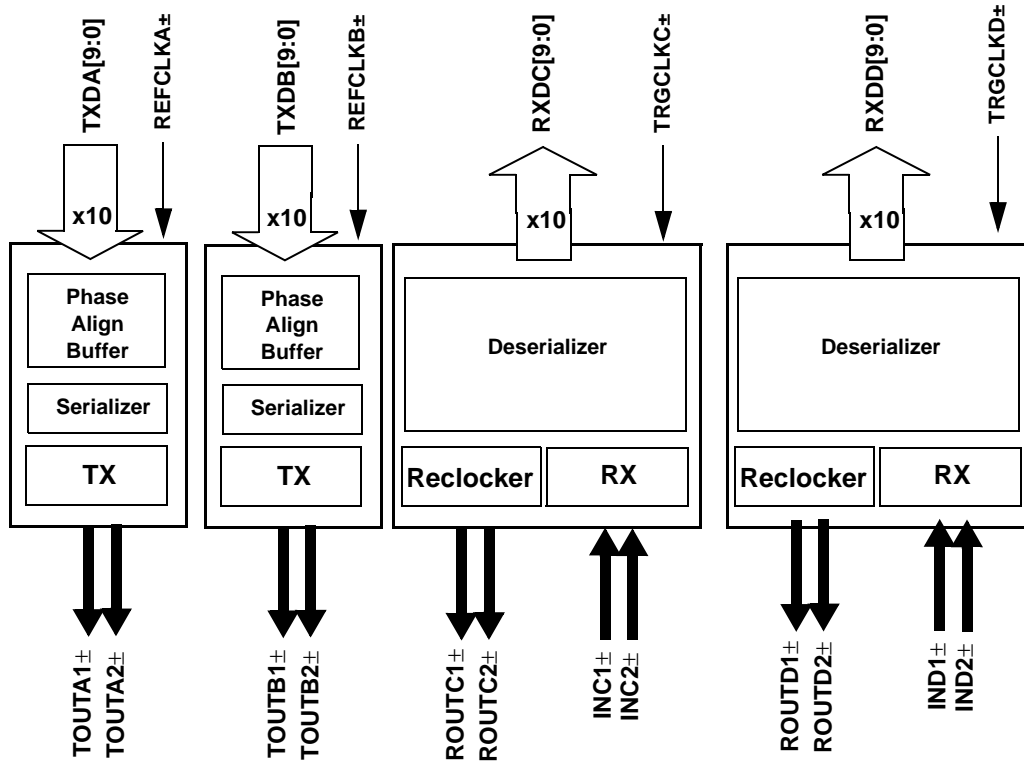 TXDA[9:0]
REFCLKA±
TXDB[9:0]
REFCLKB±
RXDC[9:0]
TRGCLKC±
RXDD[9:0]
TRGCLKD±
x10
x10
x10
x10
Phase
Align
Buffer
Serializer
TX
Phase
Align
Buffer
Serializer
TX
Deserializer
Reclocker
RX
Deserializer
Reclocker
RX
TOUTA1±
TOUTA2±
TOUTB1±
TOUTB2±
ROUTC1±
ROUTC2±
INC1±
INC2±
ROUTD1±
ROUTD2±
IND1±
IND2±